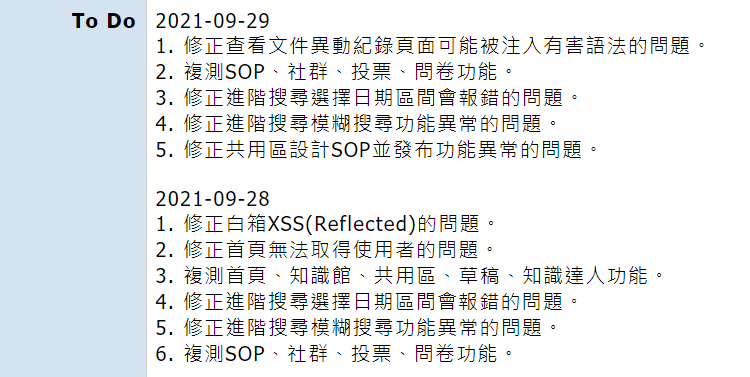 To Do
2021-09-29
1. 修正查看文件異動紀錄頁面可能被注入有害語法的問題。
2. 複測SOP、社群、投票、問卷功能。
3. 修正進階搜尋選擇日期區間會報錯的問題。
4. 修正進階搜尋模糊搜尋功能異常的問題。
5. 修正共用區設計SOP並發布功能異常的問題。
2021-09-28
1. 修正白箱XSS(Reflected)的問題。
2. 修正首頁無法取得使用者的問題。
3. 複測首頁、知識館、共用區、草稿、知識達人功能。
4. 修正進階搜尋選擇日期區間會報錯的問題。
5. 修正進階搜尋模糊搜尋功能異常的問題。
6. 複測SOP、社群、投票、問卷功能。